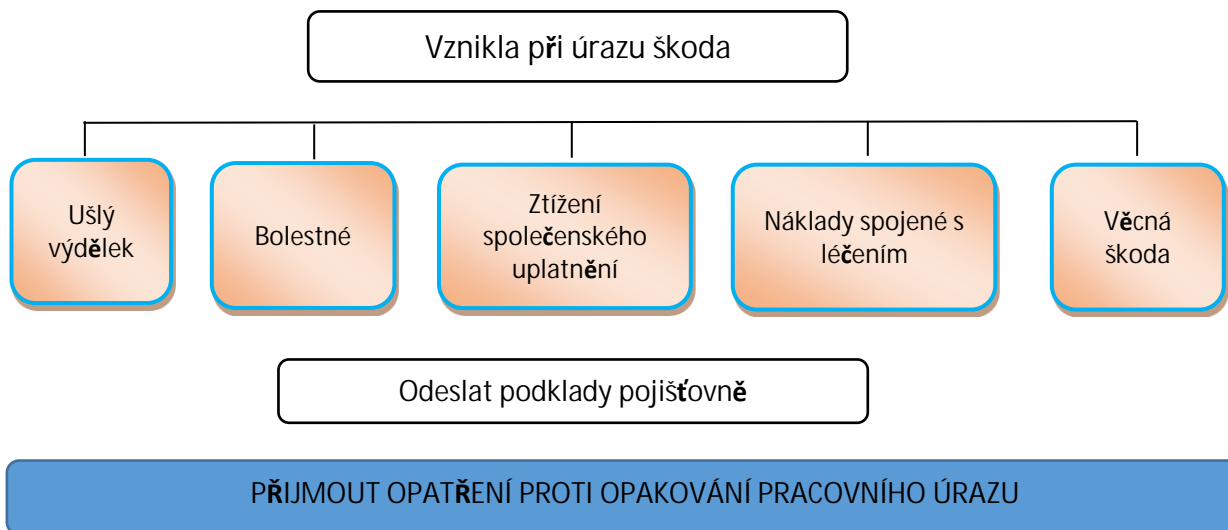 Vznikla při úrazu škoda
Ušlý
výdělek
Bolestné
Ztížení
společenského
uplatnění
Náklady spojené s
léčením
Věcná
škoda
Odeslat podklady pojišťovně
PŘIJMOUT OPATŘENÍ PROTI OPAKOVÁNÍ PRACOVNÍHO ÚRAZU